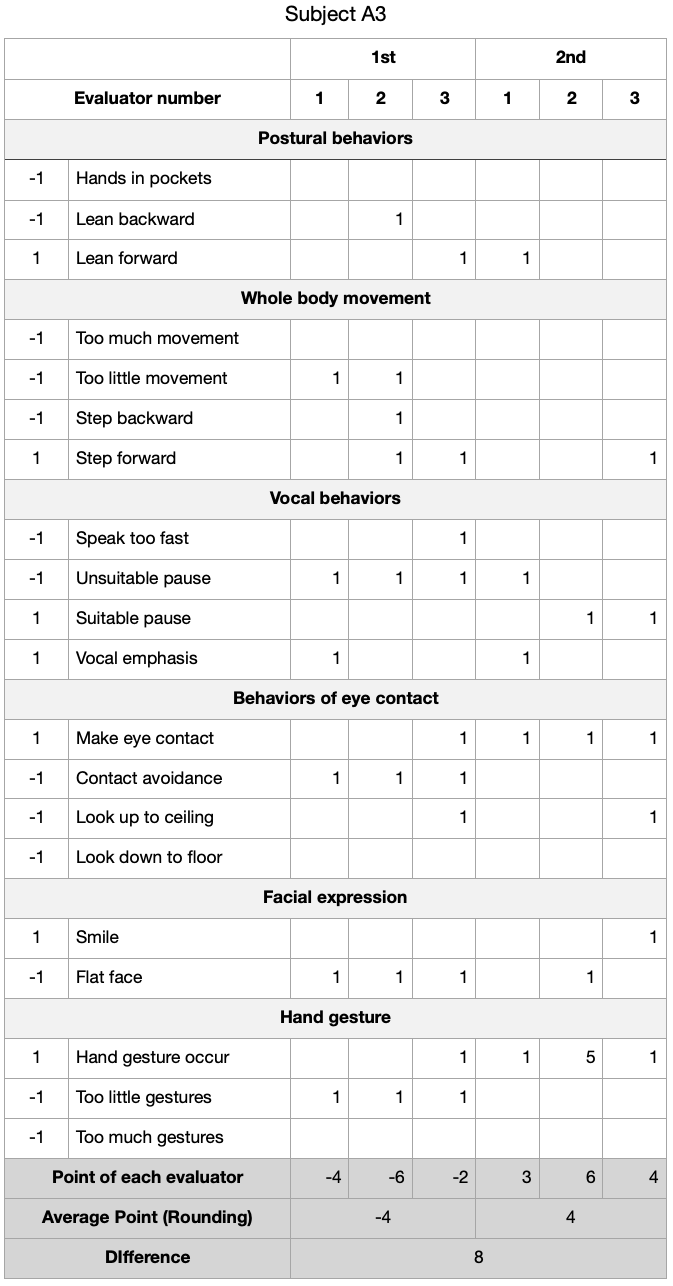 Subject A3
1st 2nd
Evaluator number 1 2 3 1 2 3
Postural behaviors
-1 Hands in pockets
-1 Lean backward 1
1 Lean forward 1 1
Whole body movement
-1 Too much movement
-1 Too little movement 1 1
-1 Step backward 1
1 Step forward 1 1 1
Vocal behaviors
-1 Speak too fast 1
-1 Unsuitable pause 1 1 1 1
1 Suitable pause 1 1
1 Vocal emphasis 1 1
Behaviors of eye contact
1 Make eye contact 1 1 1 1
-1 Contact avoidance 1 1 1
-1 Look up to ceiling 1 1
-1 Look down to floor
Facial expression
1 Smile 1
-1 Flat face 1 1 1 1
Hand gesture
1 Hand gesture occur 1 1 5 1
-1 Too little gestures 1 1 1
-1 Too much gestures
Point of each evaluator -4 -6 -2 3 6 4
Average Point (Rounding) -4 4
DIfference 8